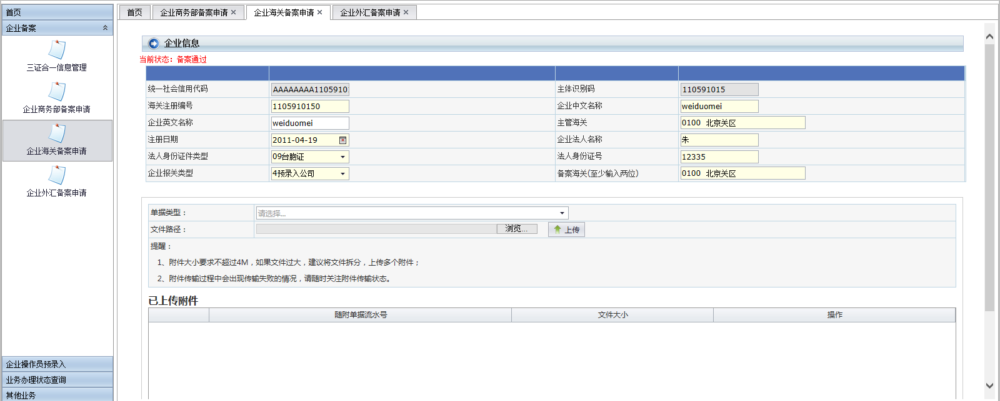 首页
企业备案
三证合一信息管理
企业商务部备案申请
企业海关备案申请
企业外汇备案申请
企业操作员预录入
业务办理状态查询
其他业务
首页 企业商务部备案申请 × 企业海关备案申请 × 企业外汇备案申请 ×
企业信息
当前状态：备案通过
统一社会信用代码 AAAAAAAA1105910 主体识别码 110591015
海关注册编号 1105910150 企业中文名称 weiduomei
企业英文名称 weiduomei 主管海关 0100 北京关区
注册日期 2011-04-19 企业法人名称 朱
法人身份证件类型 09台胞证 法人身份证号 12335
企业报关类型 4预录入公司 备案海关(至少输入两位) 0100 北京关区
单据类型： 请选择...
文件路径： 浏览... 上传
提醒：
1、附件大小要求不超过4M，如果文件过大，建议将文件拆分，上传多个附件；
2、附件传输过程中会出现传输失败的情况，请随时关注附件传输状态。
已上传附件
随附单据流水号 文件大小 操作